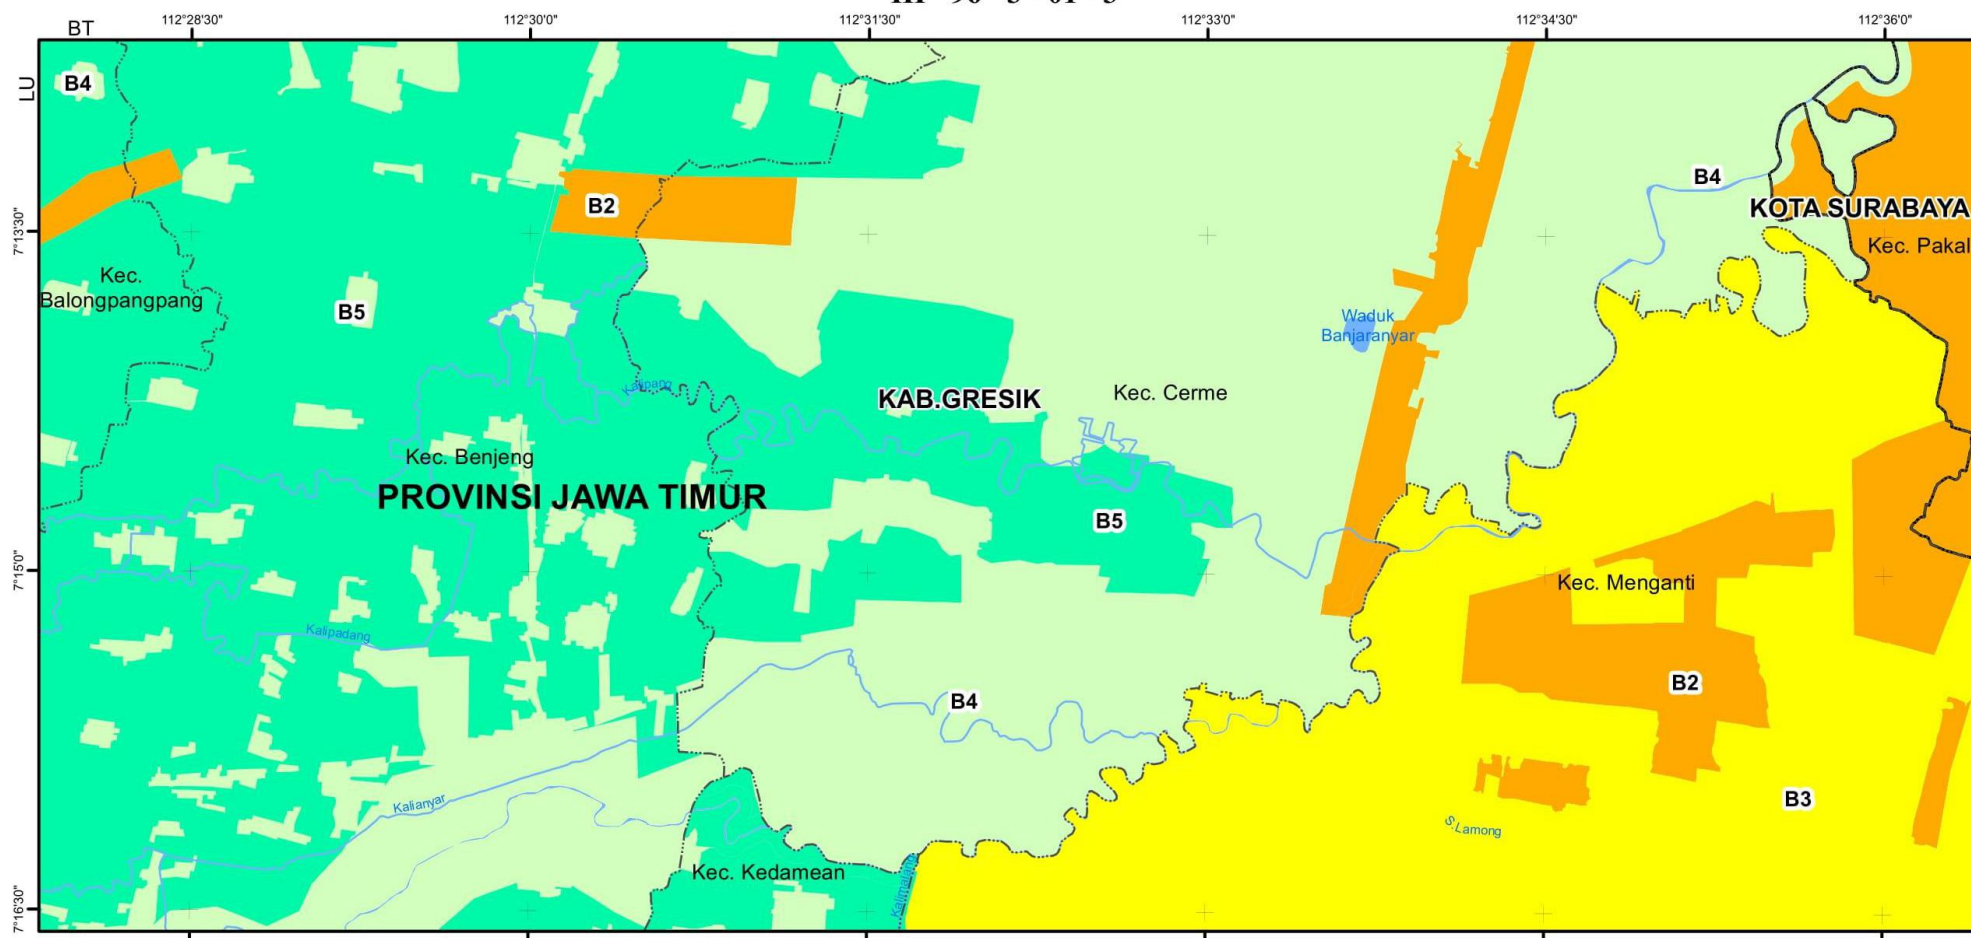 BT
112°28'30"
112°30'0"
112°31'30"
112°33'0"
112°34'30"
112°36'0"
LU
B4
B4
B2
KOTA SURABAYA
7°13'30"
Kec. Pakal
Kec.
Balongpangpang
B5
Waduk
Banjaranyar
Kalipang
KAB.GRESIK
Kec. Cerme
Kec. Benjeng
PROVINSI JAWA TIMUR
B5
7°15'0"
Kec. Menganti
Kalipadang
B4
B2
Kalianyar
B3
S.Lamong
Kec. Kedamean
Kalimalang
7°16'30"